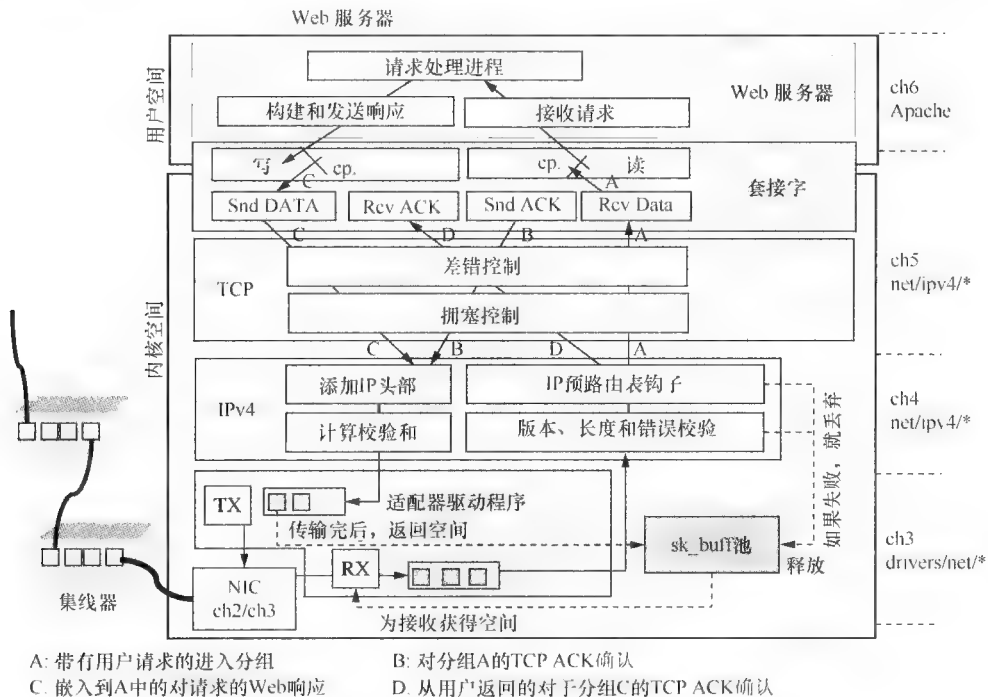 Web 服务器
用户空间
请求处理进程
Web 服务器
构建和发送响应
接收请求
ch6
Apache
写
cp.
cp.
读
C
A
套接字
Snd DATA
Rcv ACK
Snd ACK
Rcv Data
C
D
B
A
内核空间
TCP
差错控制
拥塞控制
ch5
net/ipv4/*
C
B
D
A
IPv4
添加IP头部
IP预路由表钩子
计算校验和
版本、长度和错误校验
如果失败，就丢弃
ch4
net/ipv4/*
TX
适配器驱动程序
传输完后，返回空间
sk_buff池
释放
ch3
drivers/net/*
RX
NIC
ch2/ch3
集线器
为接收获得空间
A: 带有用户请求的进入分组
B: 对分组A的TCP ACK确认
C. 嵌入到A中的对请求的Web响应
D. 从用户返回的对于分组C的TCP ACK确认